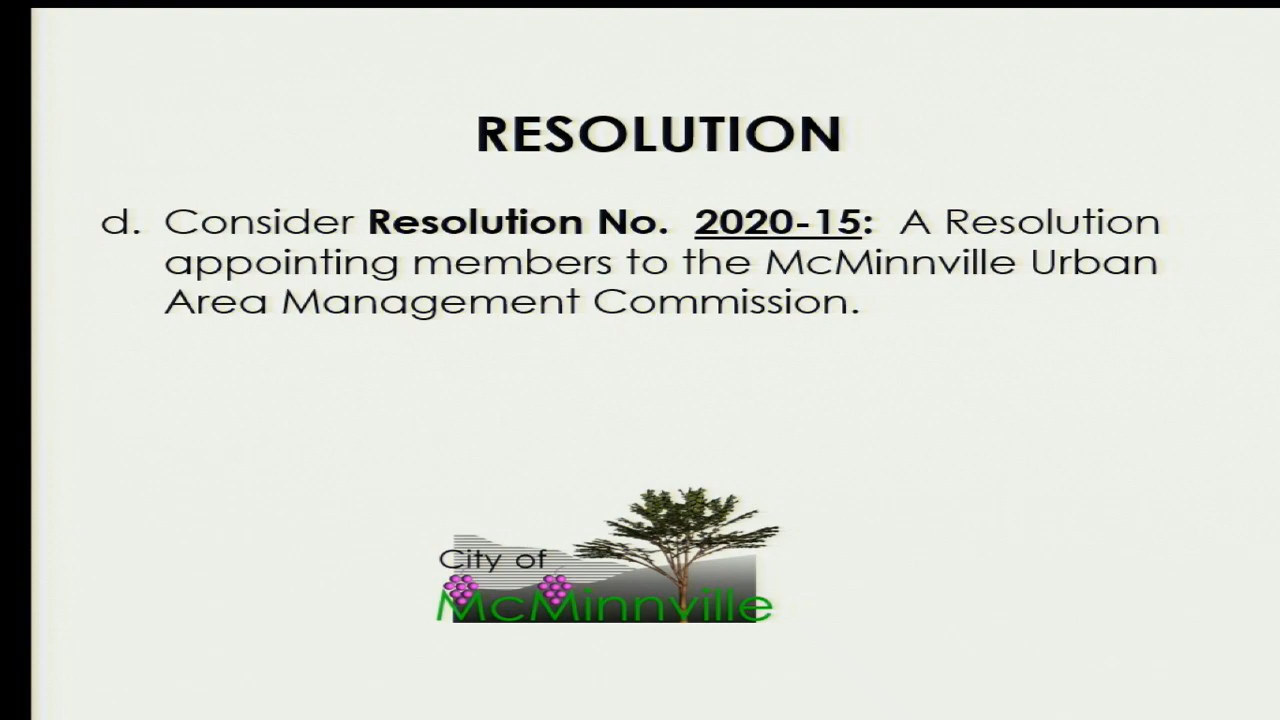 RESOLUTION
d. Consider Resolution No. 2020-15: A Resolution
appointing members to the McMinnville Urban
Area Management Commission.
City of
McMinnville